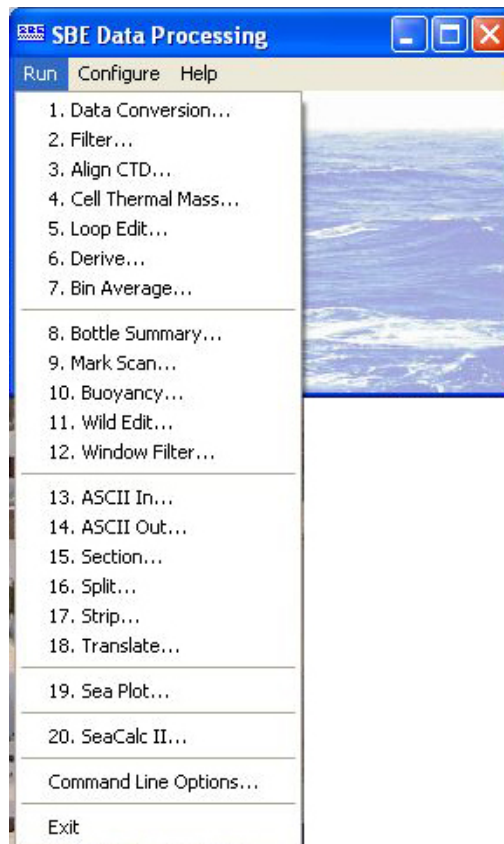 SBE Data Processing
Run Configure Help
1. Data Conversion...
2. Filter...
3. Align CTD...
4. Cell Thermal Mass...
5. Loop Edit...
6. Derive...
7. Bin Average...
8. Bottle Summary...
9. Mark Scan...
10. Buoyancy...
11. Wild Edit...
12. Window Filter...
13. ASCII In...
14. ASCII Out...
15. Section...
16. Split...
17. Strip...
18. Translate...
19. Sea Plot...
20. SeaCalc II...
Command Line Options...
Exit